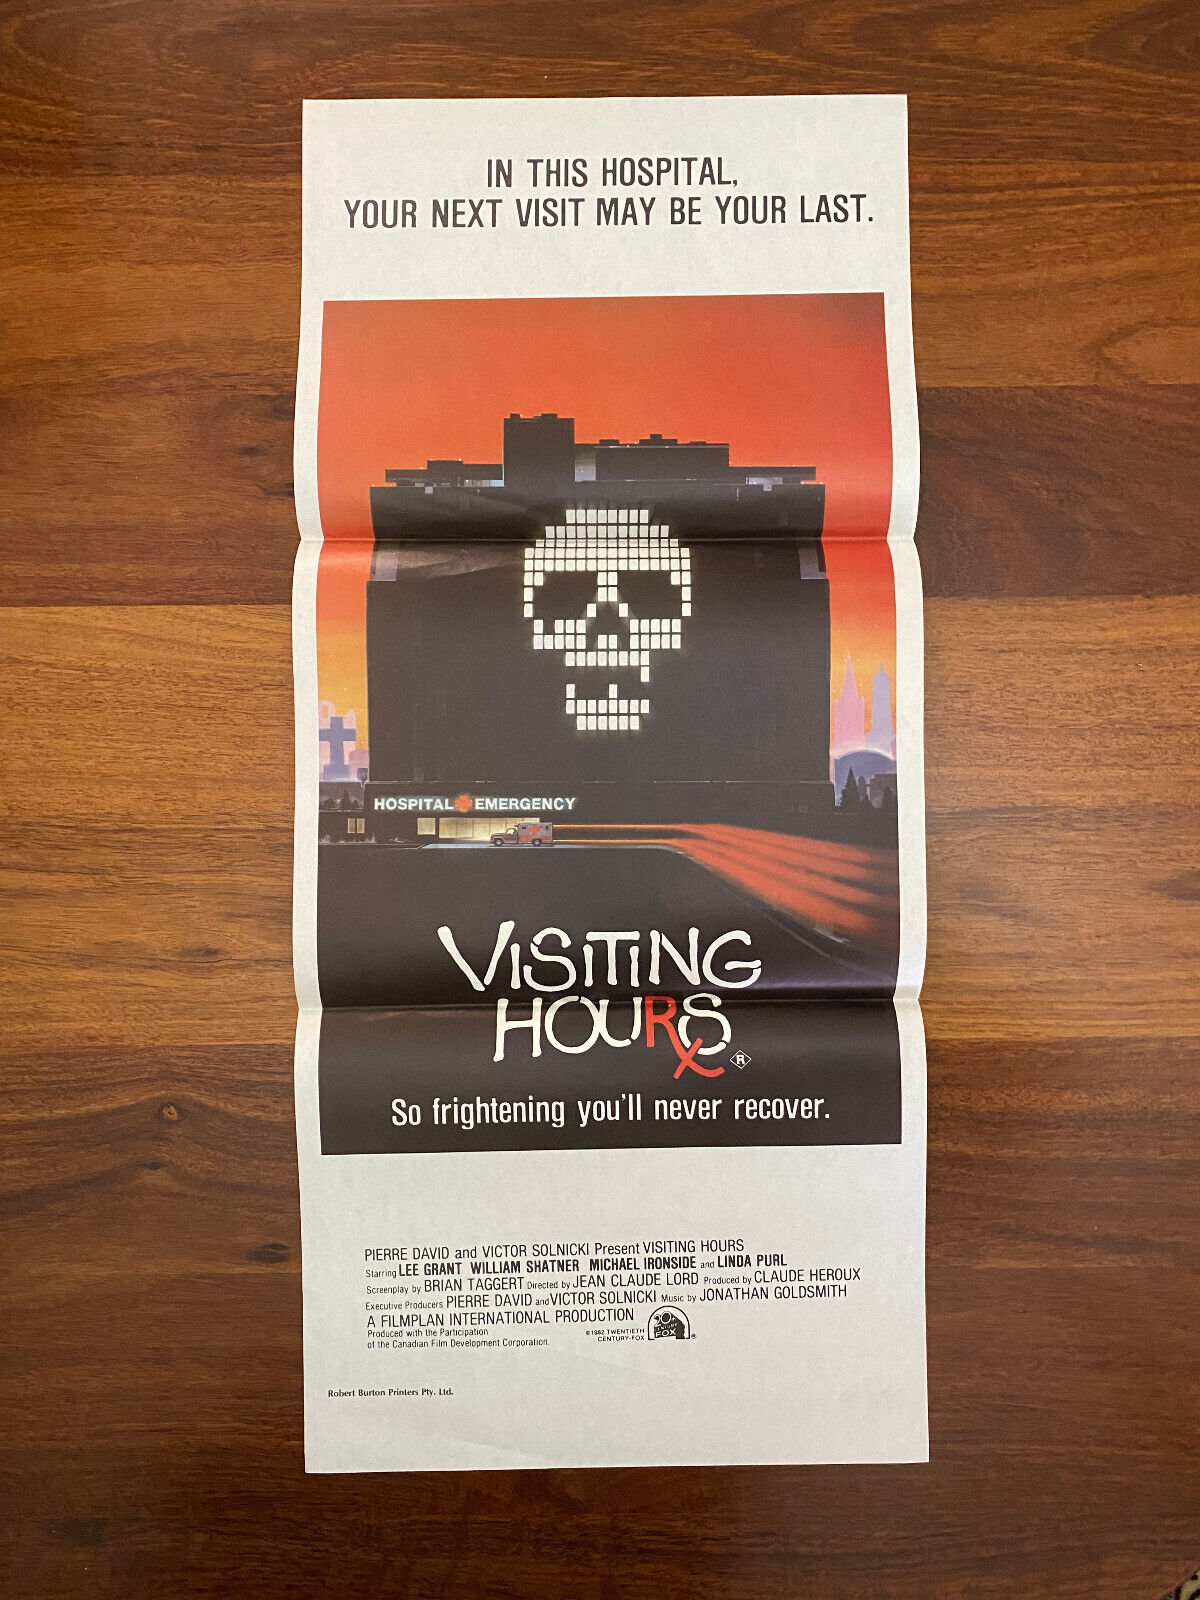 IN THIS HOSPITAL,
YOUR NEXT VISIT MAY BE YOUR LAST.
HOSPITAL EMERGENCY
VISITING
HOURS
R
So frightening you'll never recover.
PIERRE DAVID and VICTOR SOLNICKI Present VISITING HOURS
Starring LEE GRANT WILLIAM SHATNER MICHAEL IRONSIDE and LINDA PURL
Screenplay by BRIAN TAGGERT Directed by JEAN CLAUDE LORD Produced by CLAUDE HEROUX
Executive Producers PIERRE DAVID and VICTOR SOLNICKI Music by JONATHAN GOLDSMITH
A FILMPLAN INTERNATIONAL PRODUCTION
Produced with the Participation
of the Canadian Film Development Corporation.
©1982 TWENTIETH
CENTURY-FOX
20th
CENTURY
FOX ®
Robert Burton Printers Pty. Ltd.